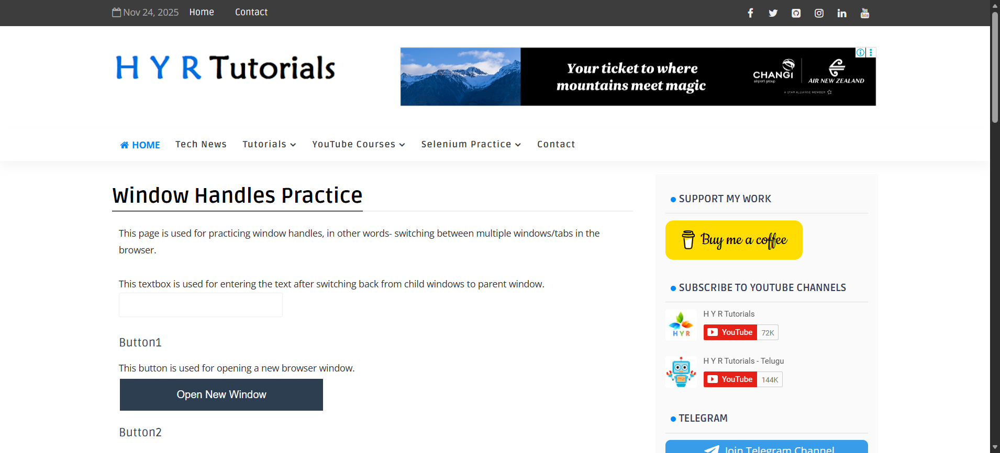 Nov 24, 2025 Home Contact
You Tube
H Y R Tutorials
Your ticket to where
mountains meet magic
CHANGI
airport group
AIR NEW ZEALAND
A STAR ALLIANCE MEMBER
HOME Tech News Tutorials YouTube Courses Selenium Practice Contact
Window Handles Practice
This page is used for practicing window handles, in other words- switching between multiple windows/tabs in the
browser.
This textbox is used for entering the text after switching back from child windows to parent window.
Button1
This button is used for opening a new browser window.
Open New Window
Button2
SUPPORT MY WORK
Buy me a coffee
SUBSCRIBE TO YOUTUBE CHANNELS
H Y R Tutorials
HYR
YouTube 72K
H Y R Tutorials - Telugu
YouTube 144K
TELEGRAM
Join Telegram Channel